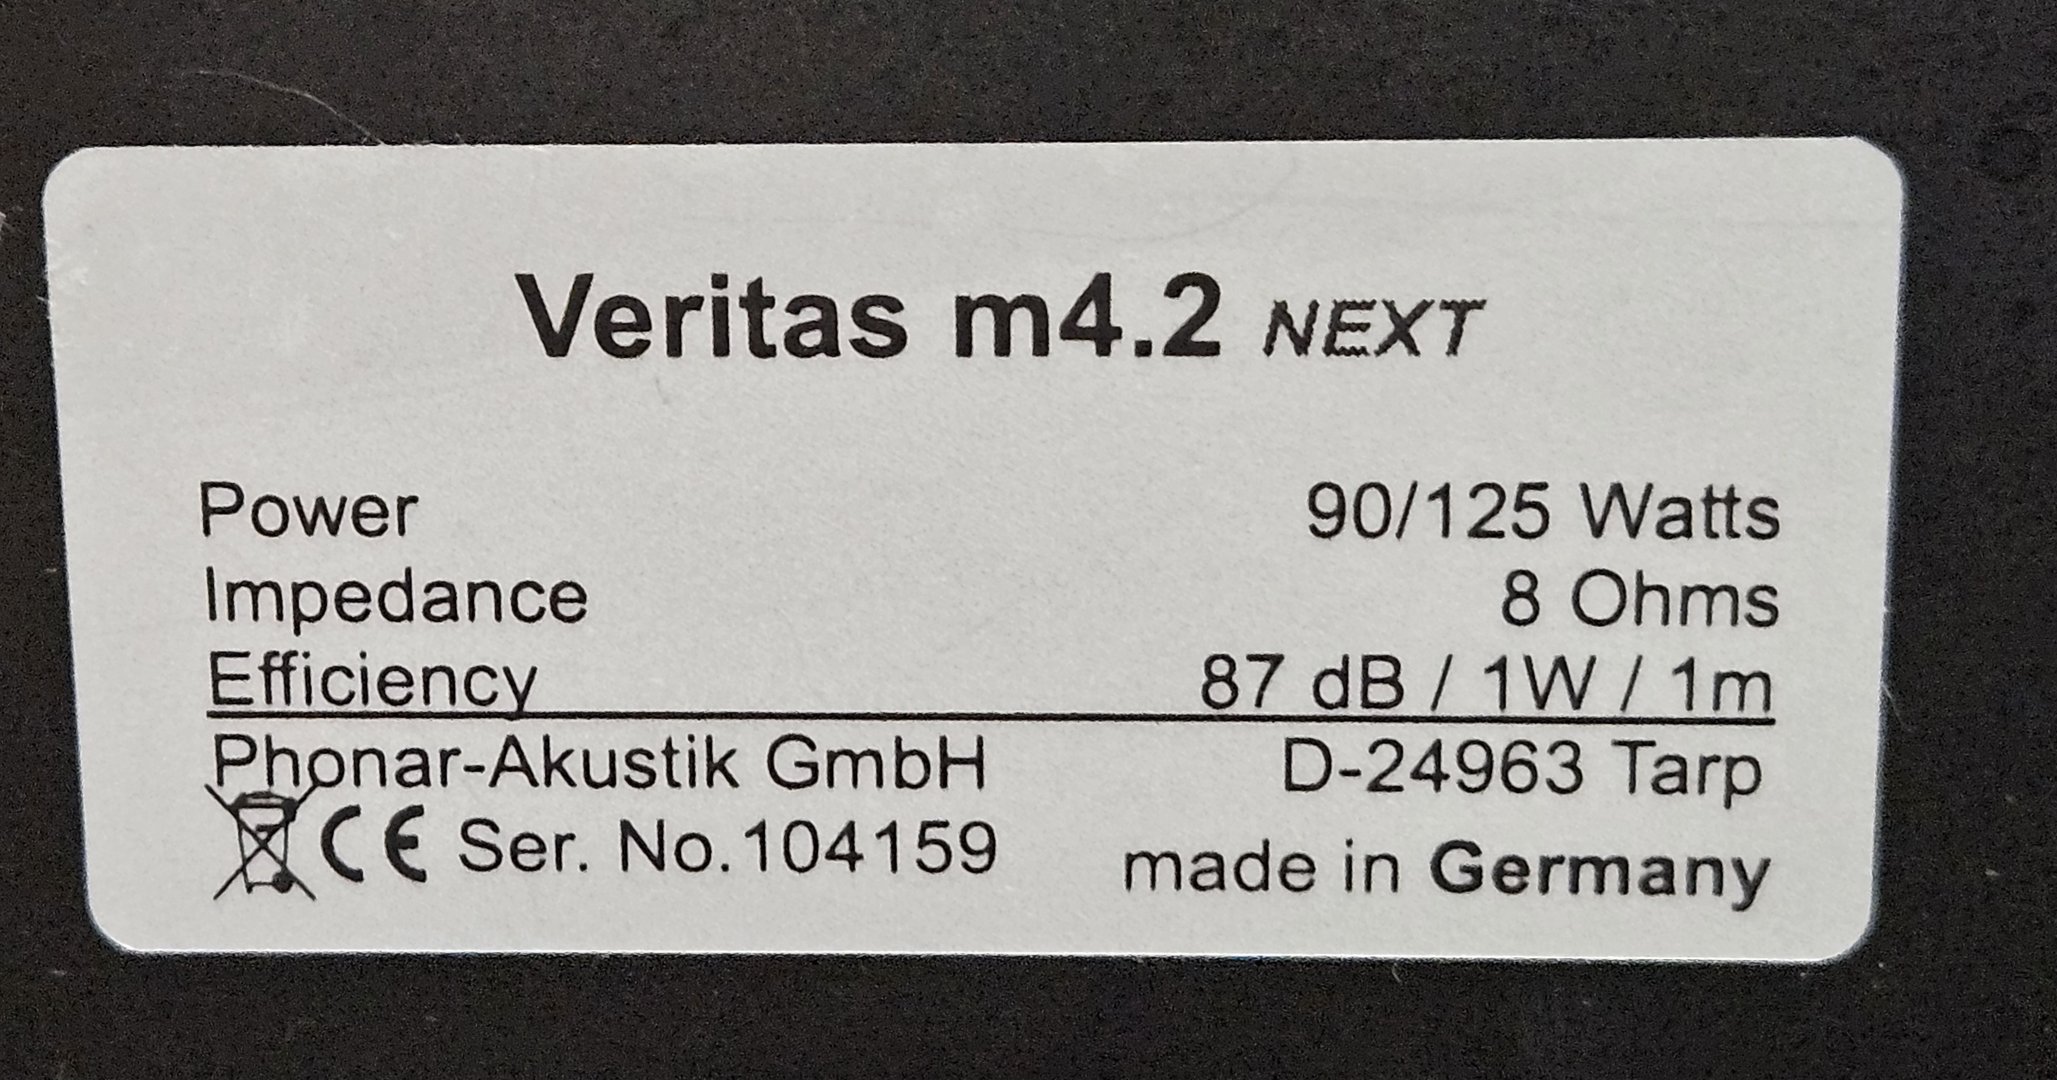 Veritas m4.2 NEXT
Power 90/125 Watts
Impedance 8 Ohms
Efficiency 87 dB / 1W / 1m
Phonar-Akustik GmbH D-24963 Tarp
CE Ser. No.104159 made in Germany